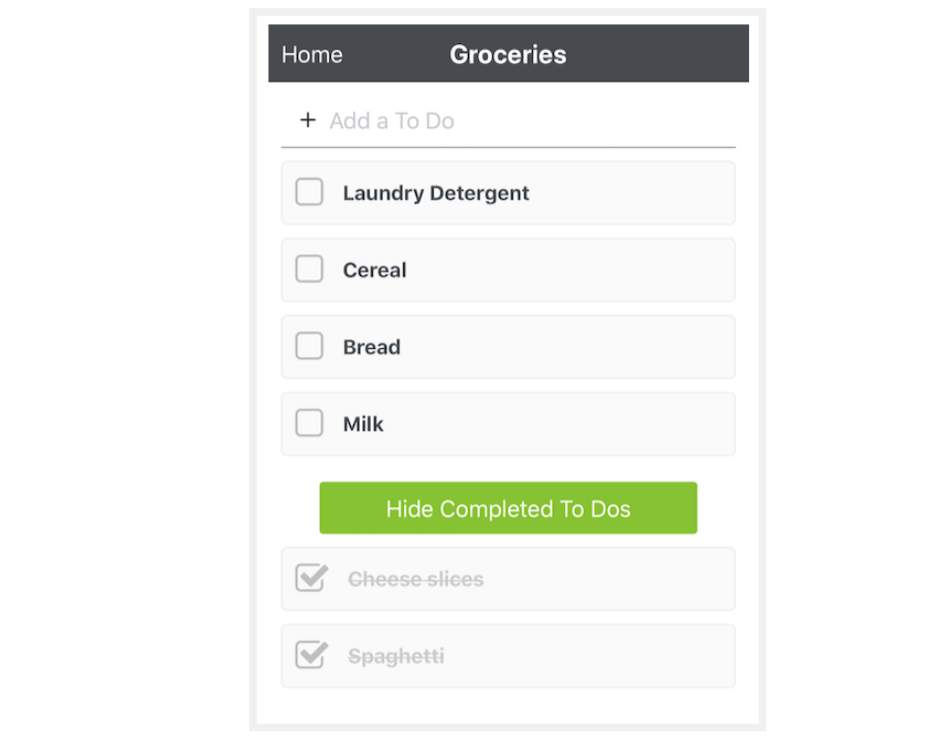 Home Groceries
+ Add a To Do
Laundry Detergent
Cereal
Bread
Milk
Hide Completed To Dos
Cheese slices
Spaghetti